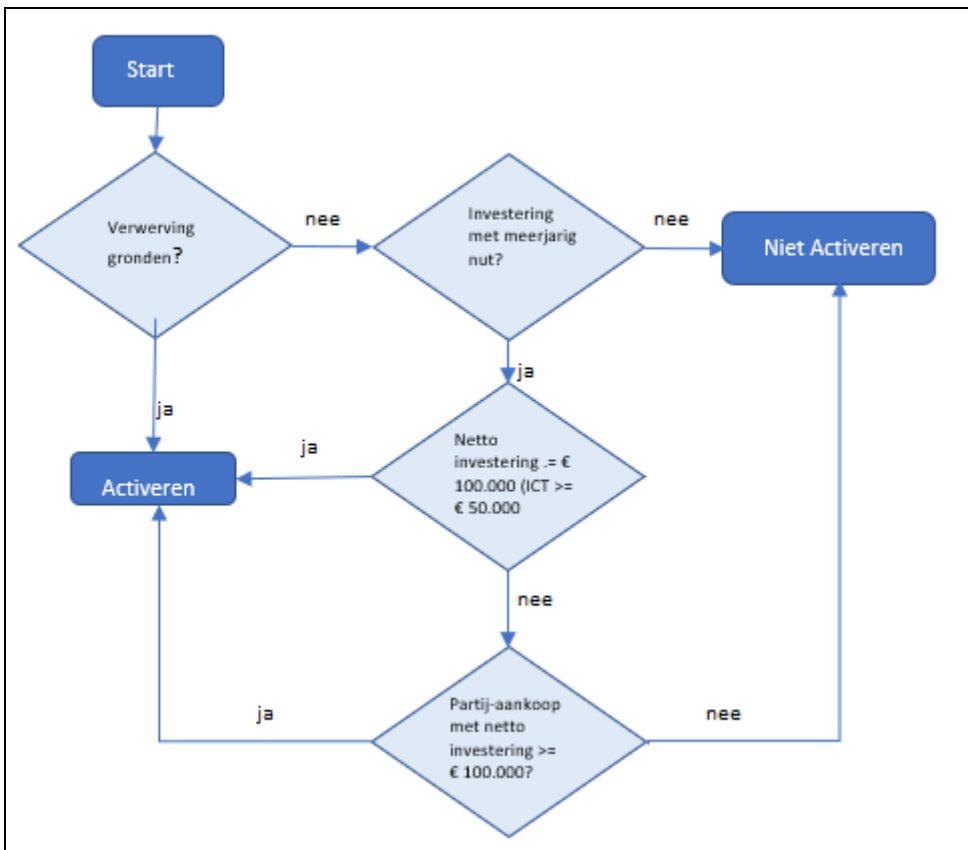 Start
Verwerving
gronden?
nee
Investering
met meerjarig
nut?
nee
Niet Activeren
ja
ja
Netto
investering .= €
100.000 (ICT >=
€ 50.000
ja
Activeren
nee
Partij-aankoop
met netto
investering >=
€ 100.000?
ja
nee